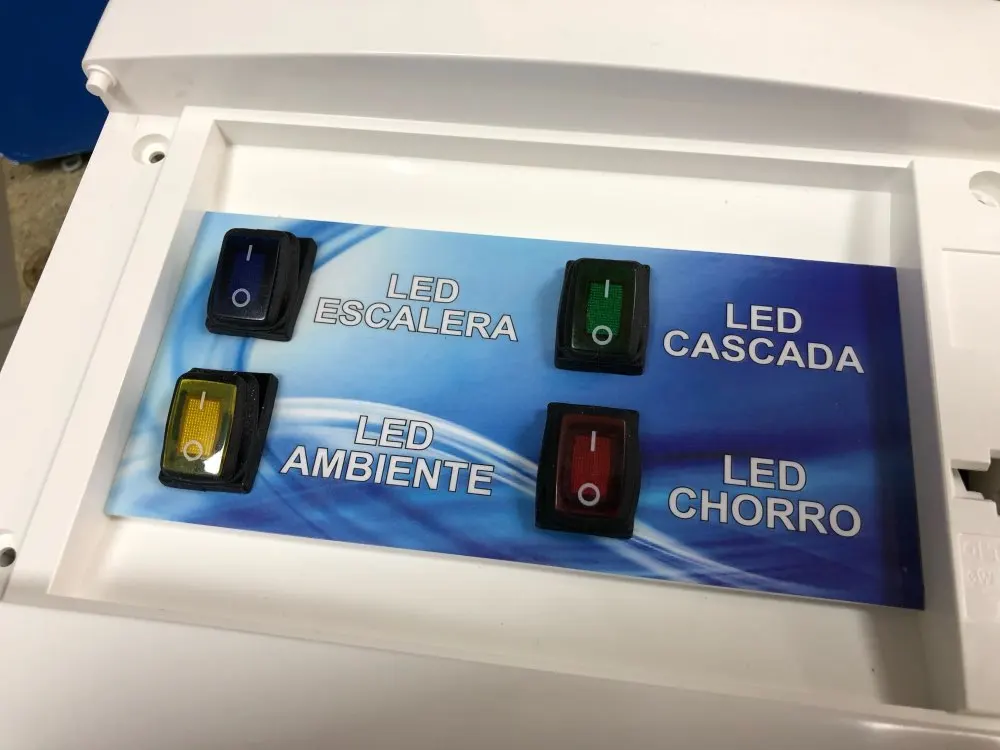 LED
ESCALERA
LED
CASCADA
LED
AMBIENTE
LED
CHORRO